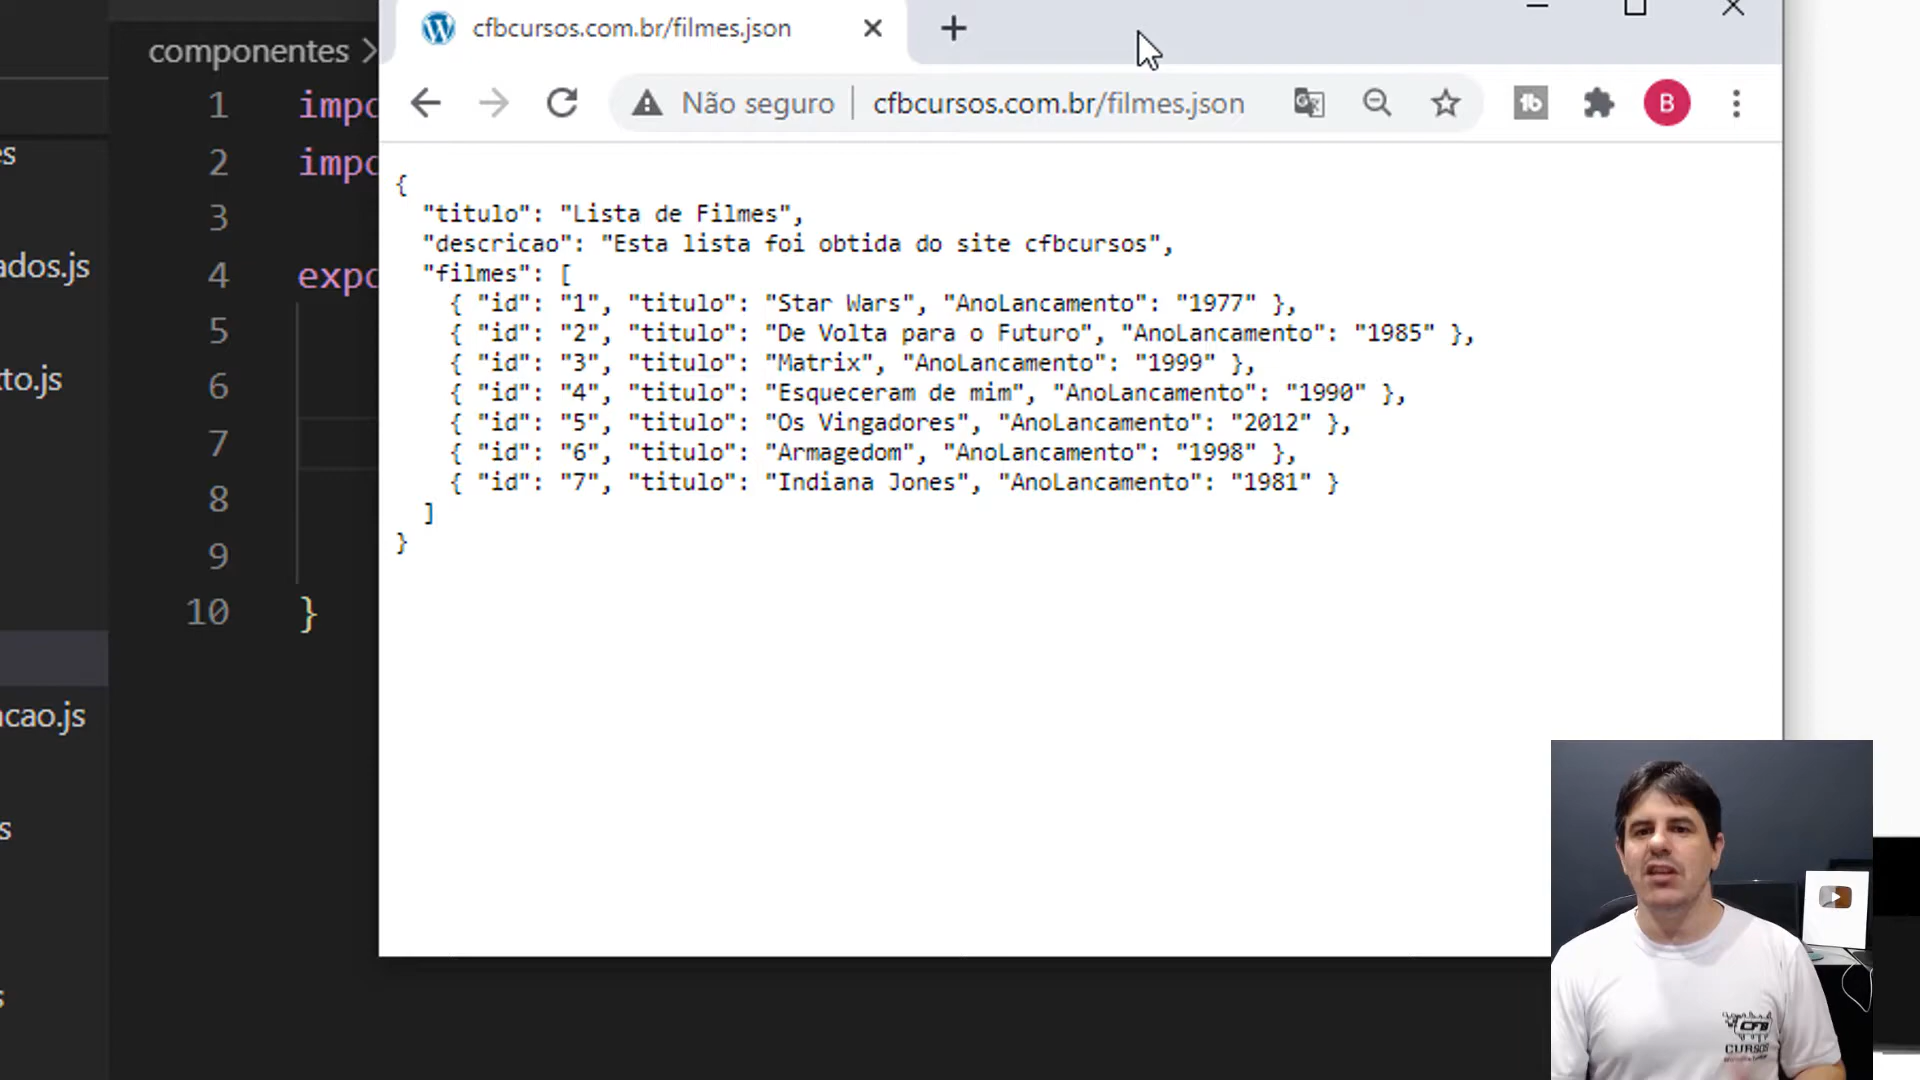 cfbcursos.com.br/filmes.json
Não seguro
cfbcursos.com.br/filmes.json
B
componentes >
1 impo
2 impo
3
4 expo
5
6
7
8
9
10 }
es
ados.js
to.js
acao.js
s
s
{
"titulo": "Lista de Filmes",
"descricao": "Esta lista foi obtida do site cfbcursos",
"filmes": [
{ "id": "1", "titulo": "Star Wars", "AnoLancamento": "1977" },
{ "id": "2", "titulo": "De Volta para o Futuro", "AnoLancamento": "1985" },
{ "id": "3", "titulo": "Matrix", "AnoLancamento": "1999" },
{ "id": "4", "titulo": "Esqueceram de mim", "AnoLancamento": "1990" },
{ "id": "5", "titulo": "Os Vingadores", "AnoLancamento": "2012" },
{ "id": "6", "titulo": "Armagedom", "AnoLancamento": "1998" },
{ "id": "7", "titulo": "Indiana Jones", "AnoLancamento": "1981" }
]
}
CFB
CURSOS